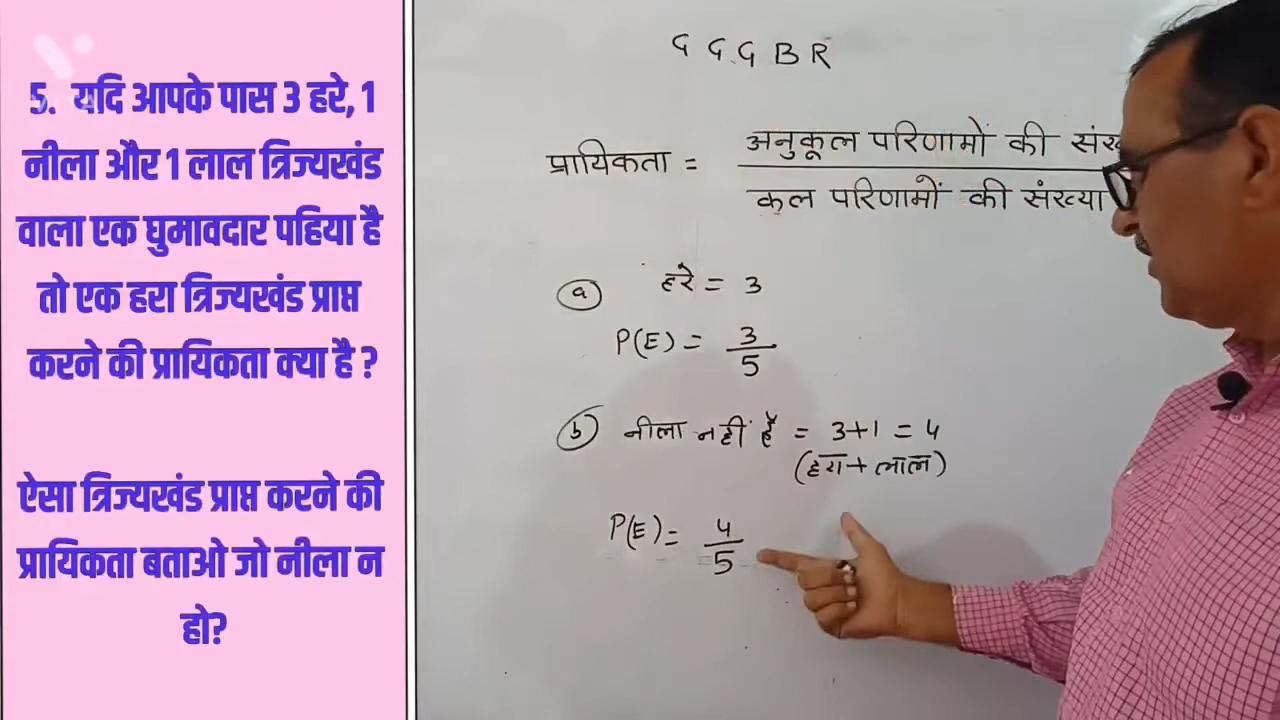 5. यदि आपके पास 3 हरे, 1
नीला और 1 लाल त्रिज्यखंड
वाला एक घुमावदार पहिया है
तो एक हरा त्रिज्यखंड प्राप्त
करने की प्रायिकता क्या है ?
ऐसा त्रिज्यखंड प्राप्त करने की
प्रायिकता बताओ जो नीला न
हो?
G G G B R
प्रायिकता = अनुकूल परिणामों की
कुल परिणामों की संख्या
(a) हरे = 3
P(E) = 3/5
(b) नीला नहीं है = 3+1 = 4
(हरा + लाल)
P(E) = 4/5